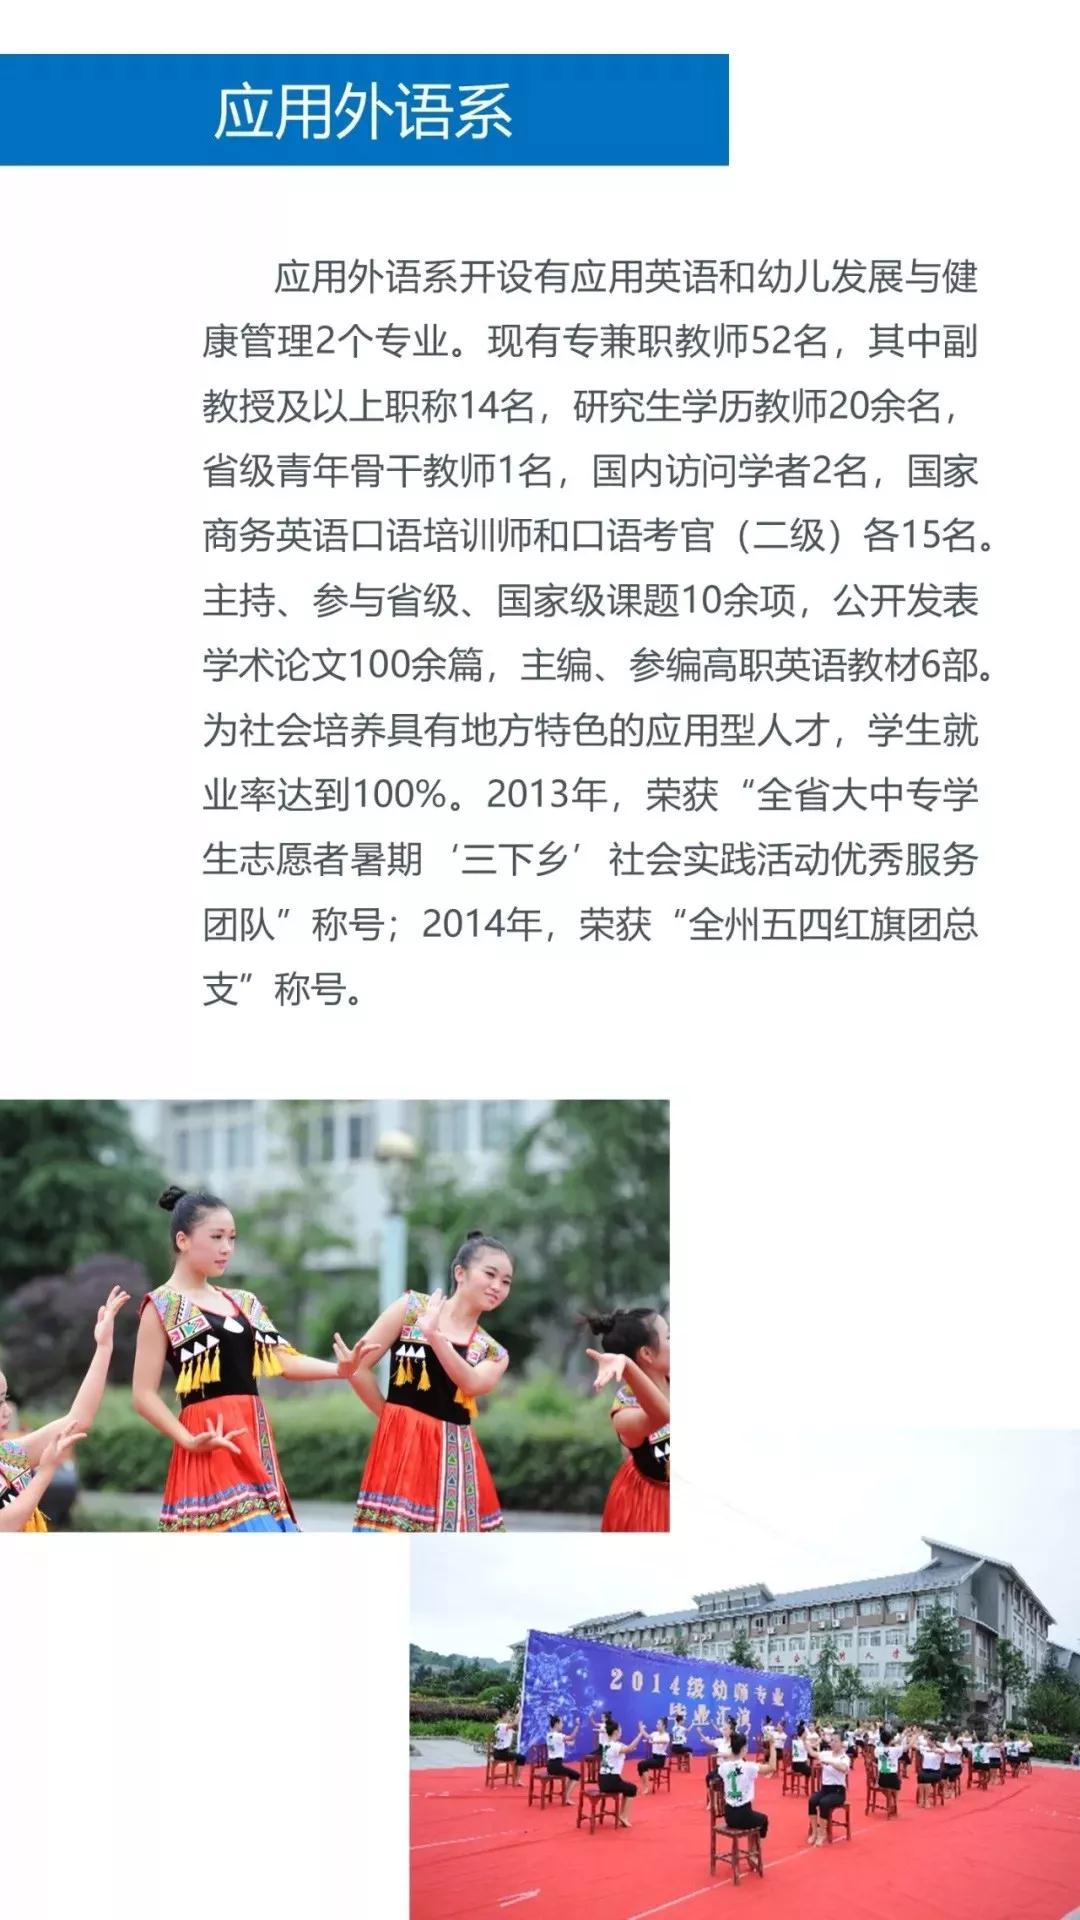 应用外语系
应用外语系开设有应用英语和幼儿发展与健
康管理2个专业。现有专兼职教师52名，其中副
教授及以上职称14名，研究生学历教师20余名，
省级青年骨干教师1名，国内访问学者2名，国家
商务英语口语培训师和口语考官（二级）各15名。
主持、参与省级、国家级课题10余项，公开发表
学术论文100余篇，主编、参编高职英语教材6部。
为社会培养具有地方特色的应用型人才，学生就
业率达到100%。2013年，荣获“全省大中专学
生志愿者暑期‘三下乡’社会实践活动优秀服务
团队”称号；2014年，荣获“全州五四红旗团总
支”称号。
2014级幼师专业
毕业汇演